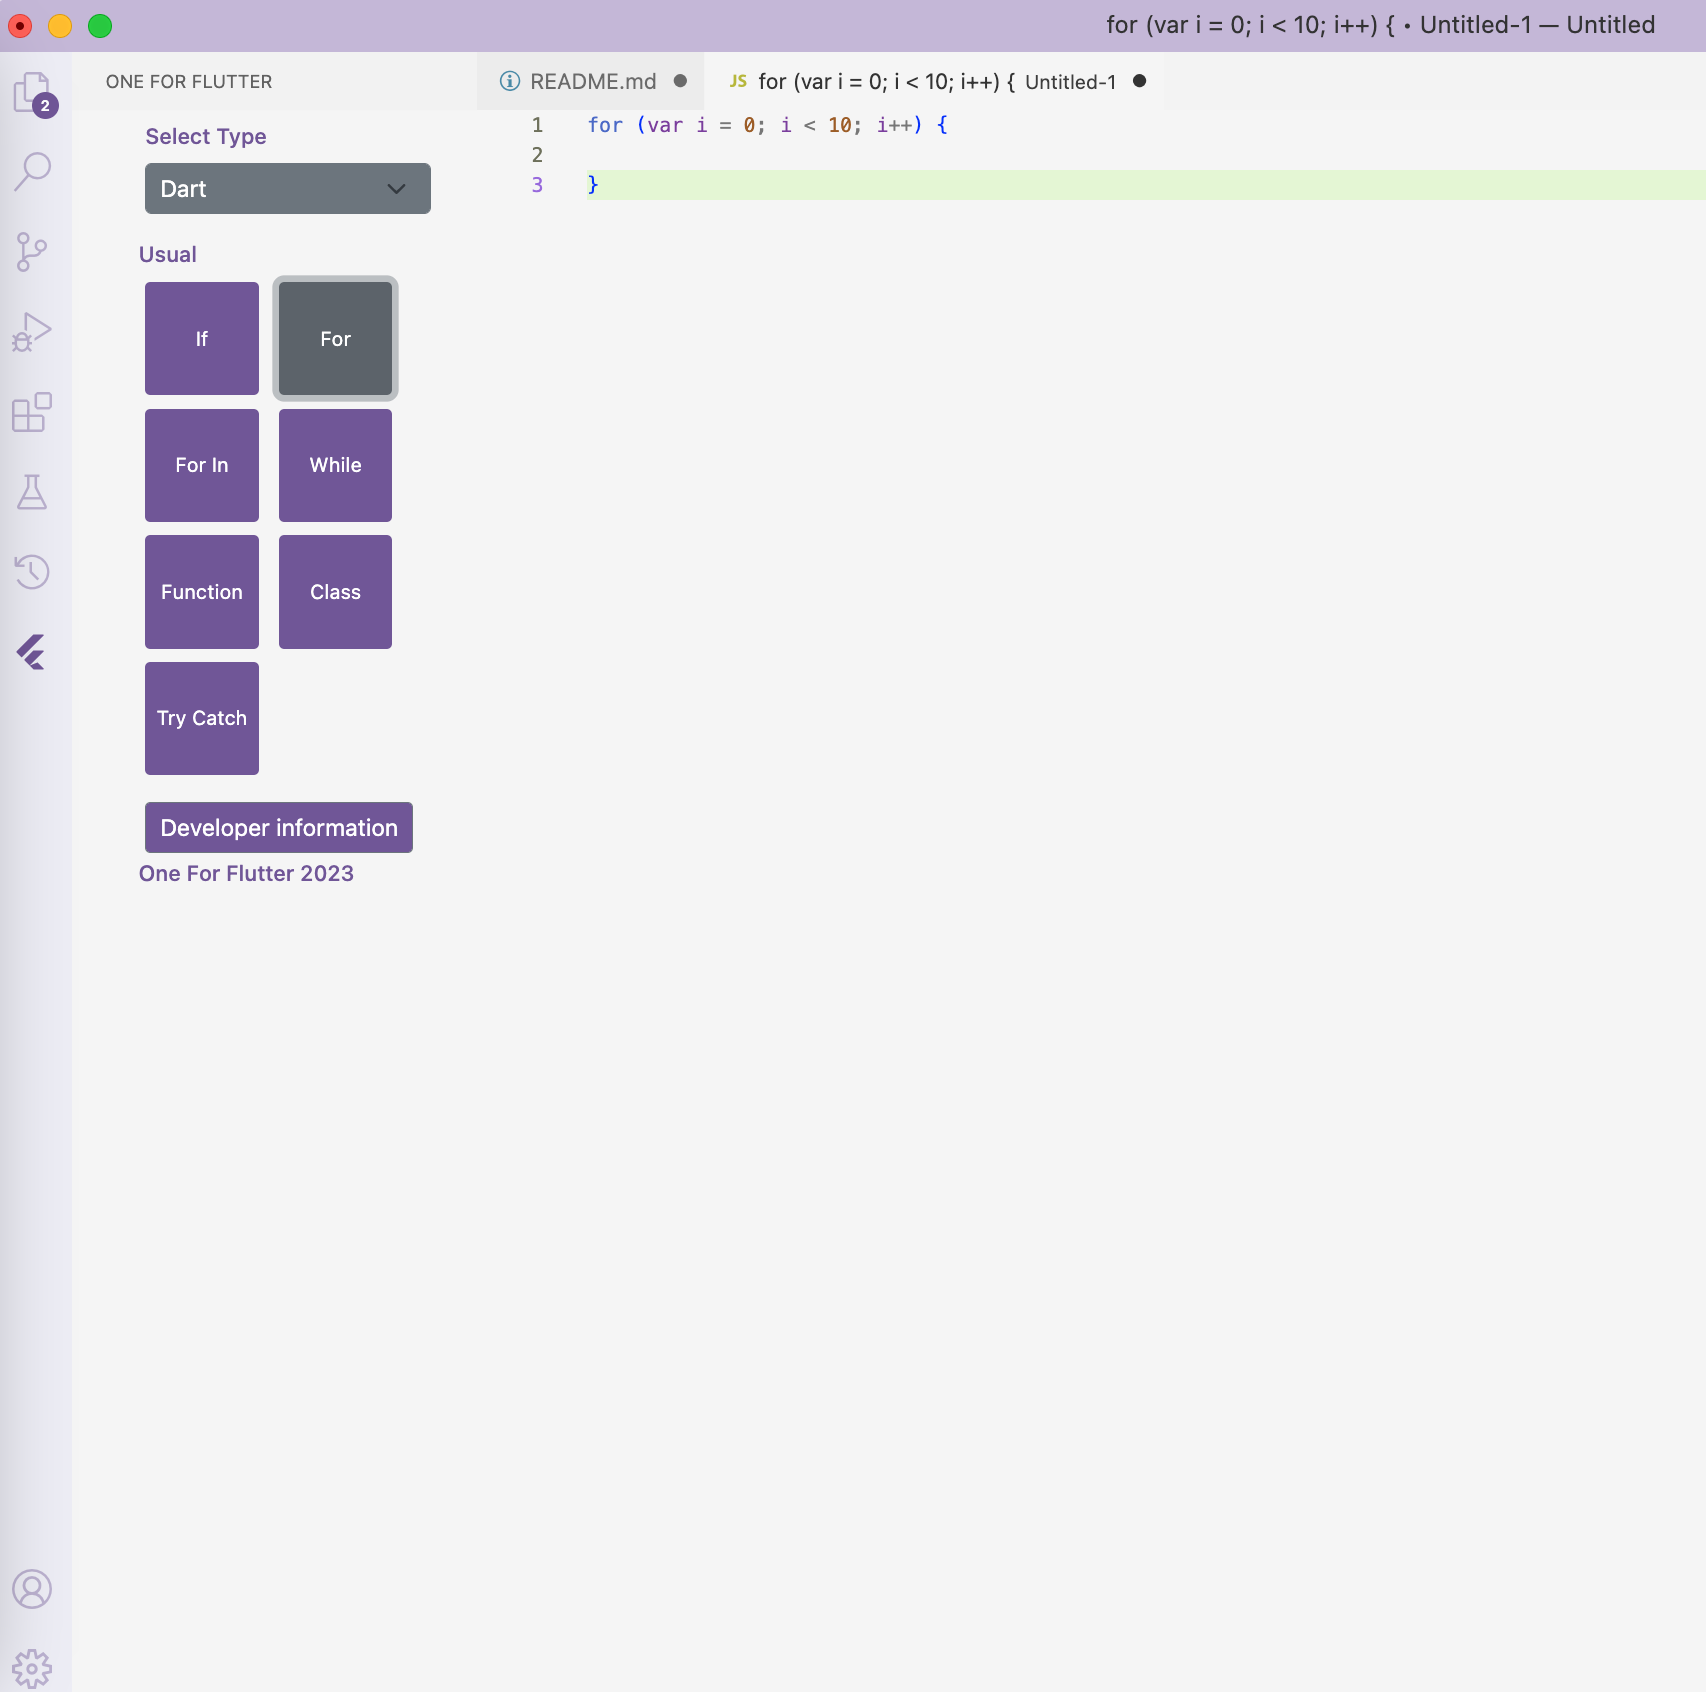 for (var i = 0; i < 10; i++) { • Untitled-1 — Untitled
2
ONE FOR FLUTTER
README.md
JS for (var i = 0; i < 10; i++) { Untitled-1
Select Type
Dart
Usual
If
For
For In
While
Function
Class
Try Catch
Developer information
One For Flutter 2023
1 for (var i = 0; i < 10; i++) {
2
3 }